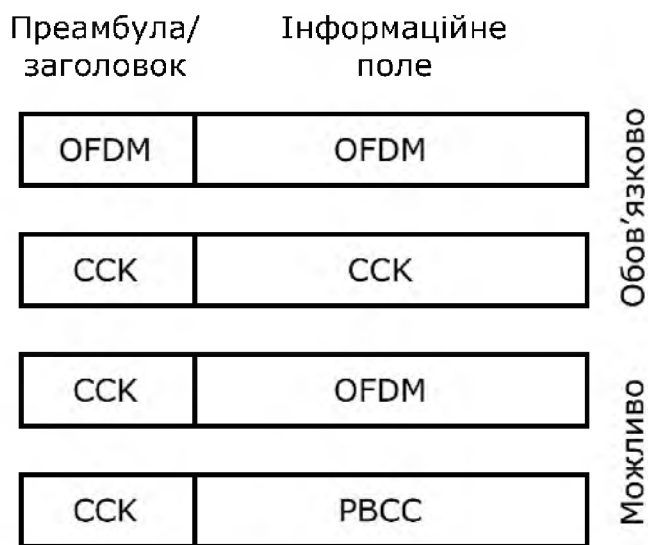 Преамбула/
заголовок
Інформаційне
поле
OFDM OFDM
CCK CCK
Обов'язково
CCK OFDM
CCK PBCC
Можливо